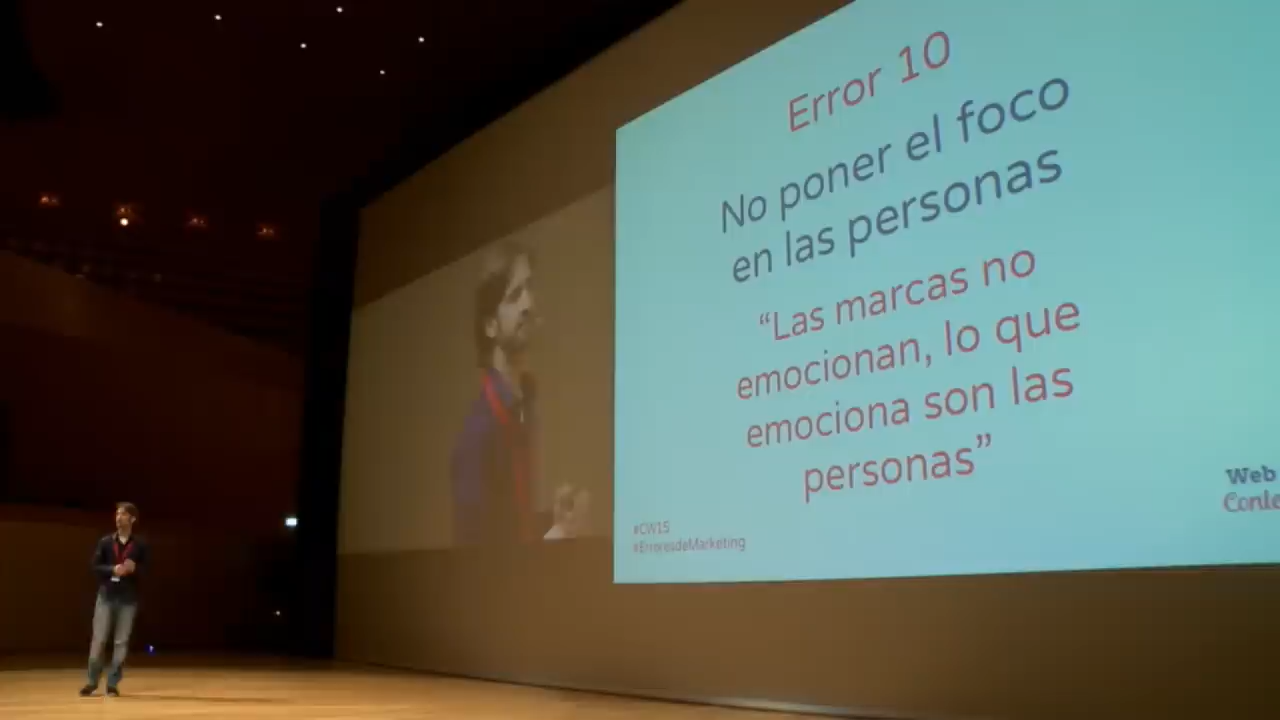 Error 10
No poner el foco
en las personas
“Las marcas no
emocionan, lo que
emociona son las
personas”
#CW15
#ErroresdeMarketing
Web